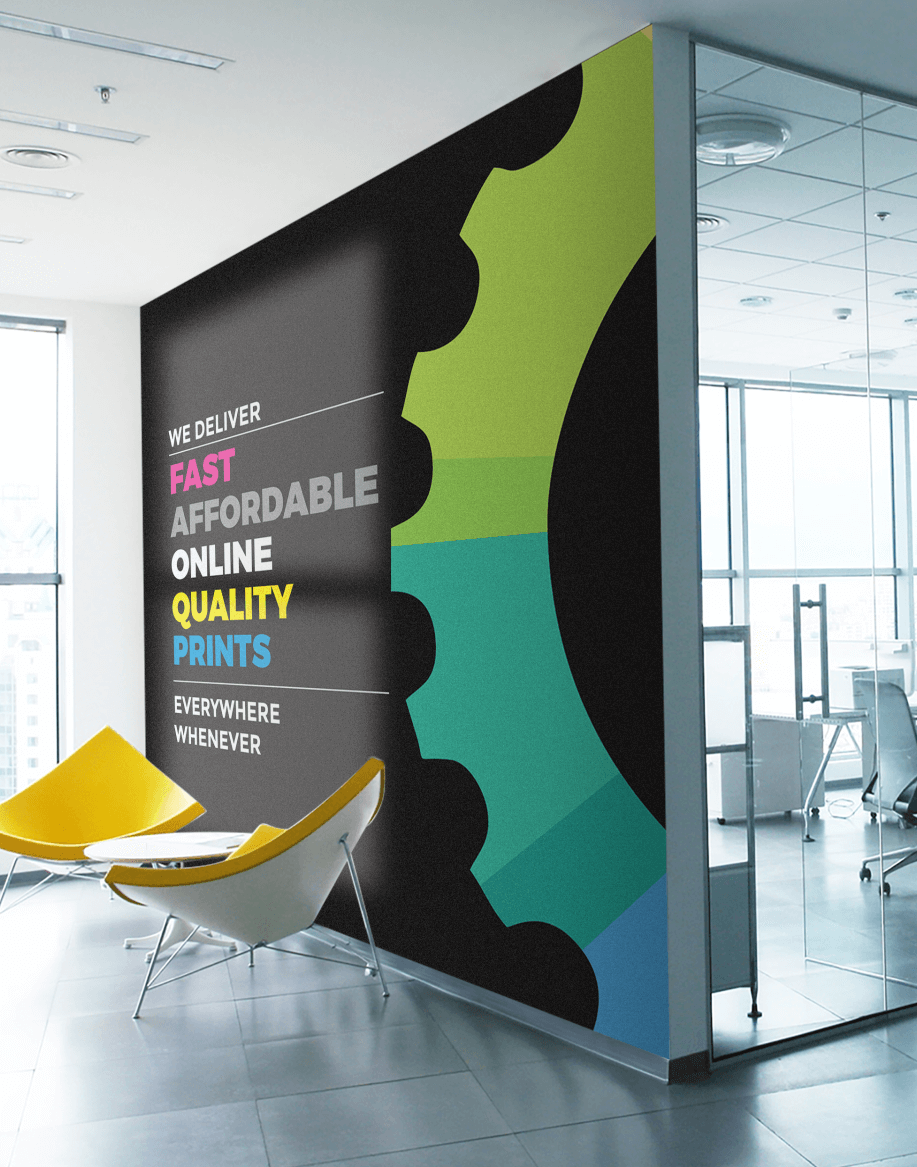 WE DELIVER
FAST
AFFORDABLE
ONLINE
QUALITY
PRINTS
EVERYWHERE
WHENEVER